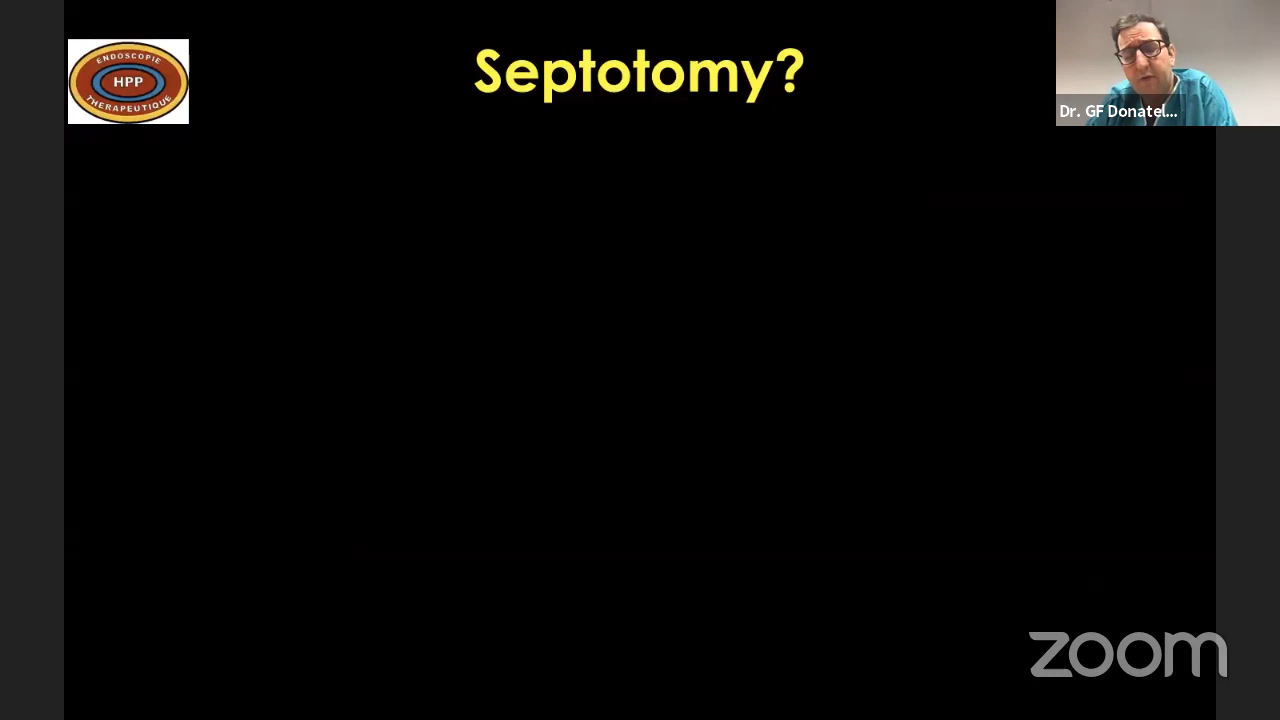 ENDOSCOPIE
HPP
THERAPEUTIQUE
Septotomy?
Dr. GF Donatel...
zoom